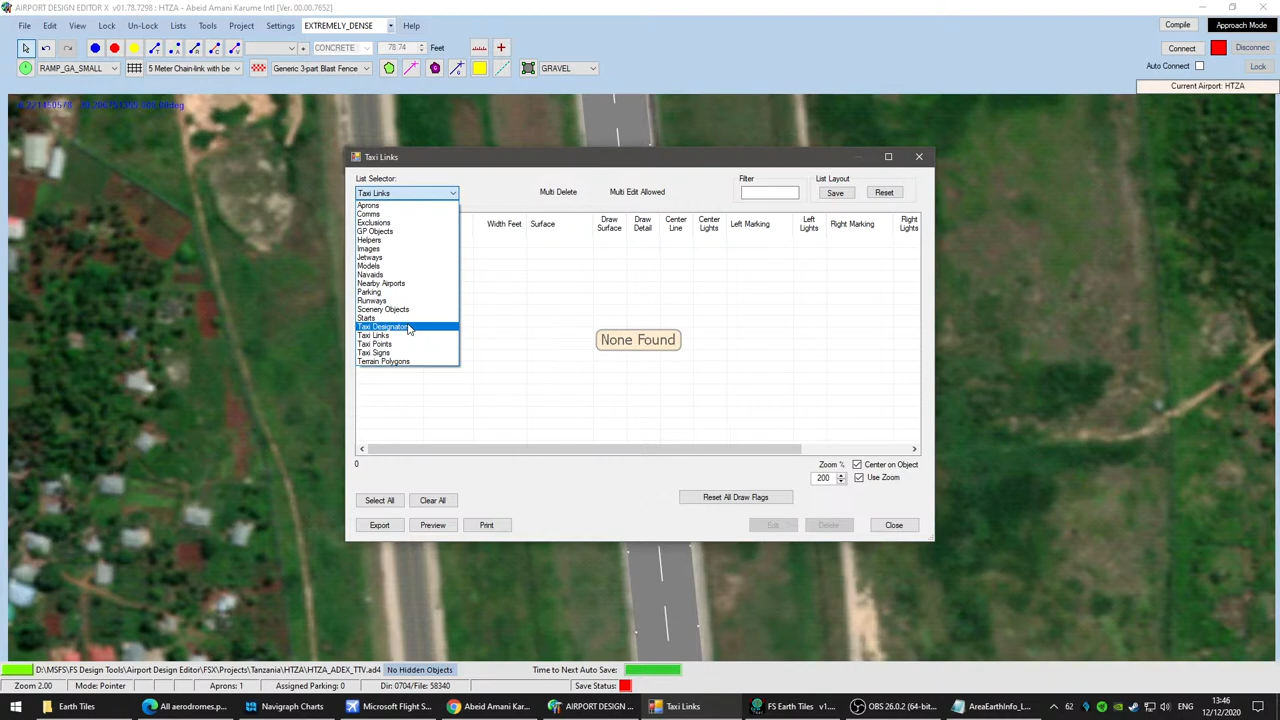 AIRPORT DESIGN EDITOR X. v01.78.7298 : HTZA - Abeid Amani Karume Intl [Ver. 00.00.7652]
File Edit View Lock Un-Lock Lists Tools Project Settings EXTREMELY_DENSE Help
Compile Approach Mode
CONCRETE 78.74 Feet
Connect Disconnec
RAMP_GA_SMALL 5 Meter Chain-link with be Generic 3-part Blast Fence GRAVEL
Auto Connect Lock
Current Airport: HTZA
Taxi Links
List Selector:
Taxi Links
Multi Delete
Multi Edit Allowed
Filter
List Layout
Save Reset
Aprons
Comms
Exclusions
GP Objects
Helpers
Images
Jetways
Models
Navaids
Nearby Airports
Parking
Runways
Scenery Objects
Starts
Taxi Designators
Taxi Links
Taxi Points
Taxi Signs
Terrain Polygons
Width Feet Surface Draw Surface Draw Detail Center Line Center Lights Left Marking Left Lights Right Marking Right Lights
None Found
0
Zoom % Center on Object
200 Use Zoom
Select All Clear All Reset All Draw Flags
Export Preview Print Edit Delete Close
D:\MSFS\FS Design Tools\Airport Design Editor\FSX\Projects\Tanzania\HTZA\HTZA_ADEX_TTV.ad4 No Hidden Objects Time to Next Auto Save:
Zoom 2.00 Mode: Pointer Aprons: 1 Assigned Parking: 0 Dir: 0704/File: 58340 Save Status:
Earth Tiles All aerodromes.p... Navigraph Charts Microsoft Flight S... Abeid Amani Karu... AIRPORT DESIGN ... Taxi Links FS Earth Tiles v1.... OBS 26.0.2 (64-bit... AreaEarthInfo_L... 62 13:46
12/12/2020